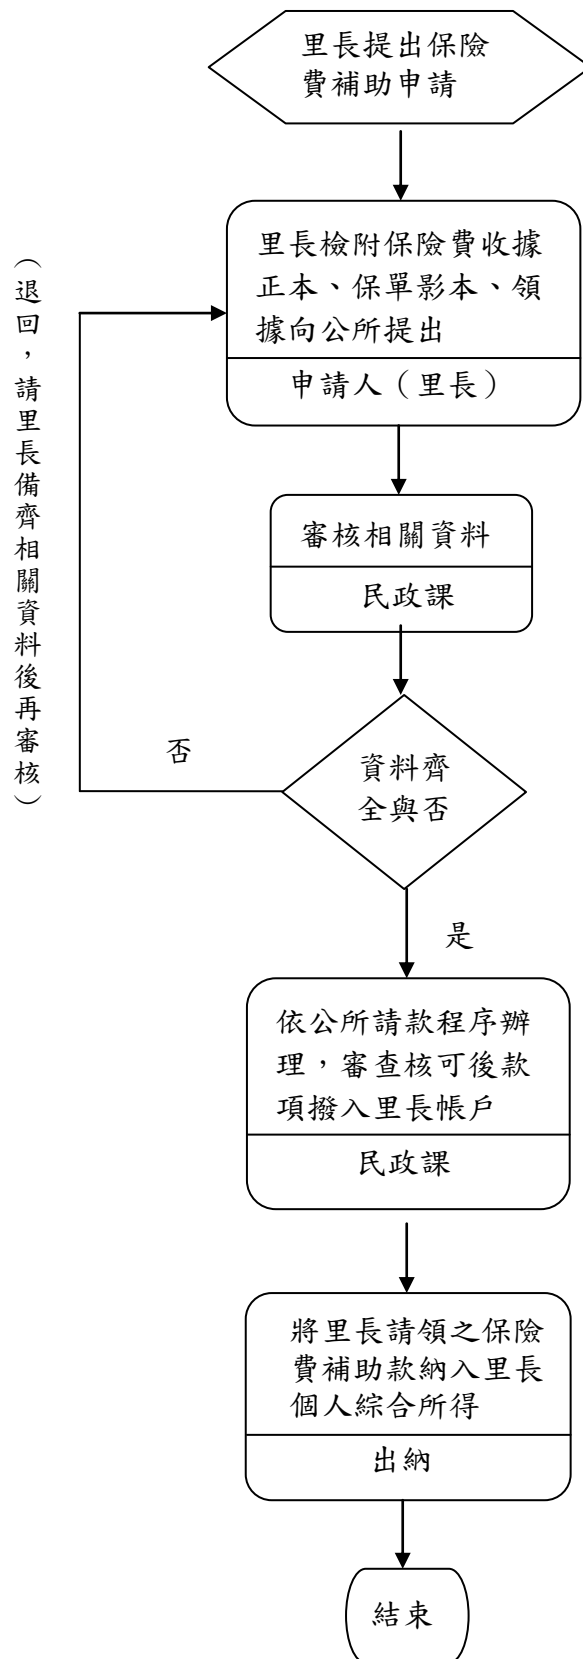 里長提出保險
費補助申請
里長檢附保險費收據
正本、保單影本、領
據向公所提出
申請人（里長）
（退回，請里長備齊相關資料後再審核）
審核相關資料
民政課
資料齊
全與否
否
是
依公所請款程序辦
理，審查核可後款
項撥入里長帳戶
民政課
將里長請領之保險
費補助款納入里長
個人綜合所得
出納
結束